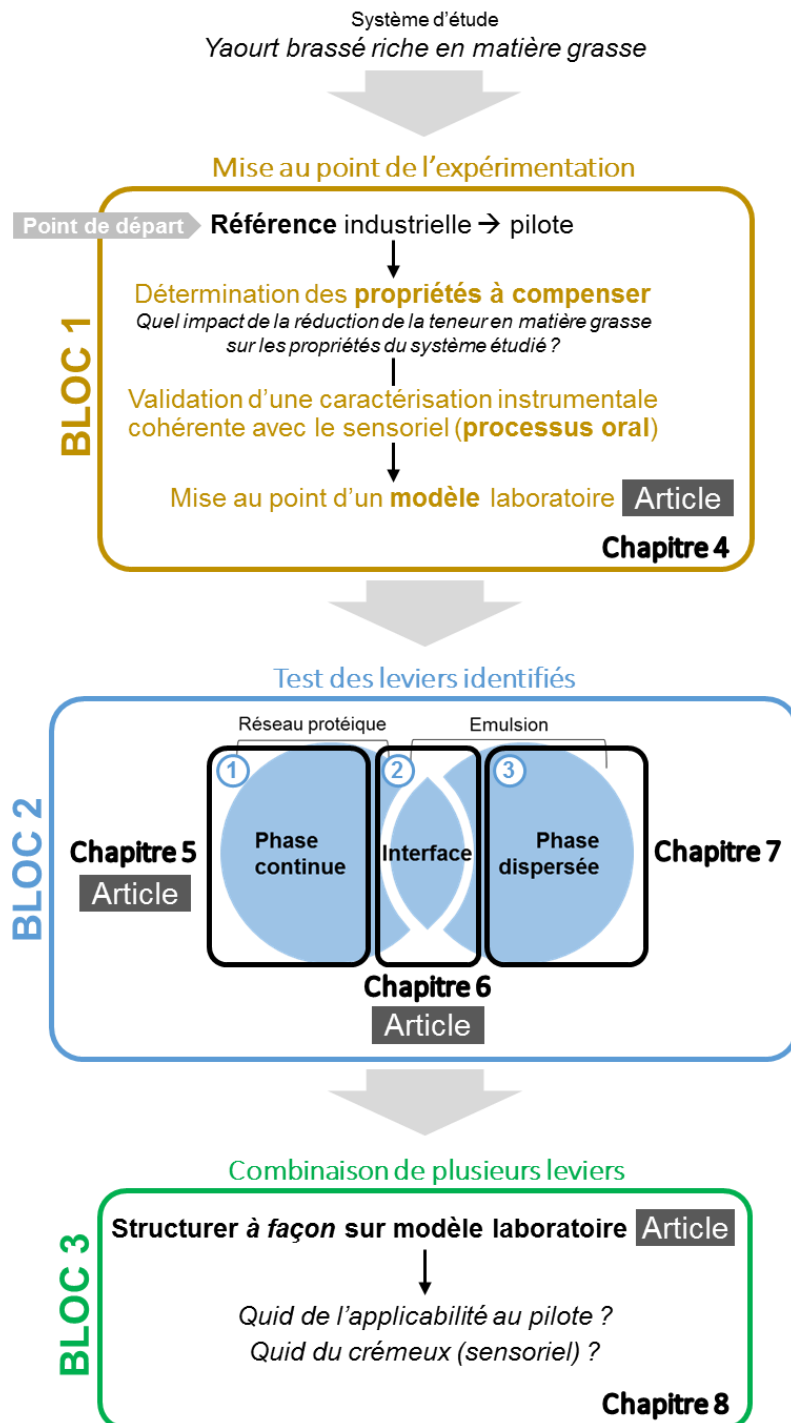 Système d'étude
Yaourt brassé riche en matière grasse
Mise au point de l'expérimentation
BLOC 1
Point de départ
Référence industrielle → pilote
Détermination des propriétés à compenser
Quel impact de la réduction de la teneur en matière grasse
sur les propriétés du système étudié ?
Validation d'une caractérisation instrumentale
cohérente avec le sensoriel (processus oral)
Mise au point d'un modèle laboratoire Article
Chapitre 4
Test des leviers identifiés
BLOC 2
Réseau protéique
Emulsion
1
2
3
Phase
continue
Interface
Phase
dispersée
Chapitre 5
Article
Chapitre 7
Chapitre 6
Article
Combinaison de plusieurs leviers
BLOC 3
Structurer à façon sur modèle laboratoire Article
Quid de l'applicabilité au pilote ?
Quid du crémeux (sensoriel) ?
Chapitre 8